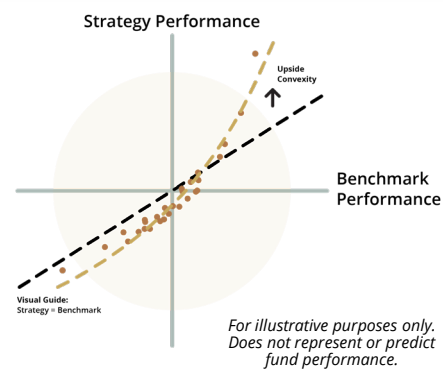 Strategy Performance
Upside
Convexity
Benchmark
Performance
Visual Guide:
Strategy = Benchmark
For illustrative purposes only.
Does not represent or predict
fund performance.